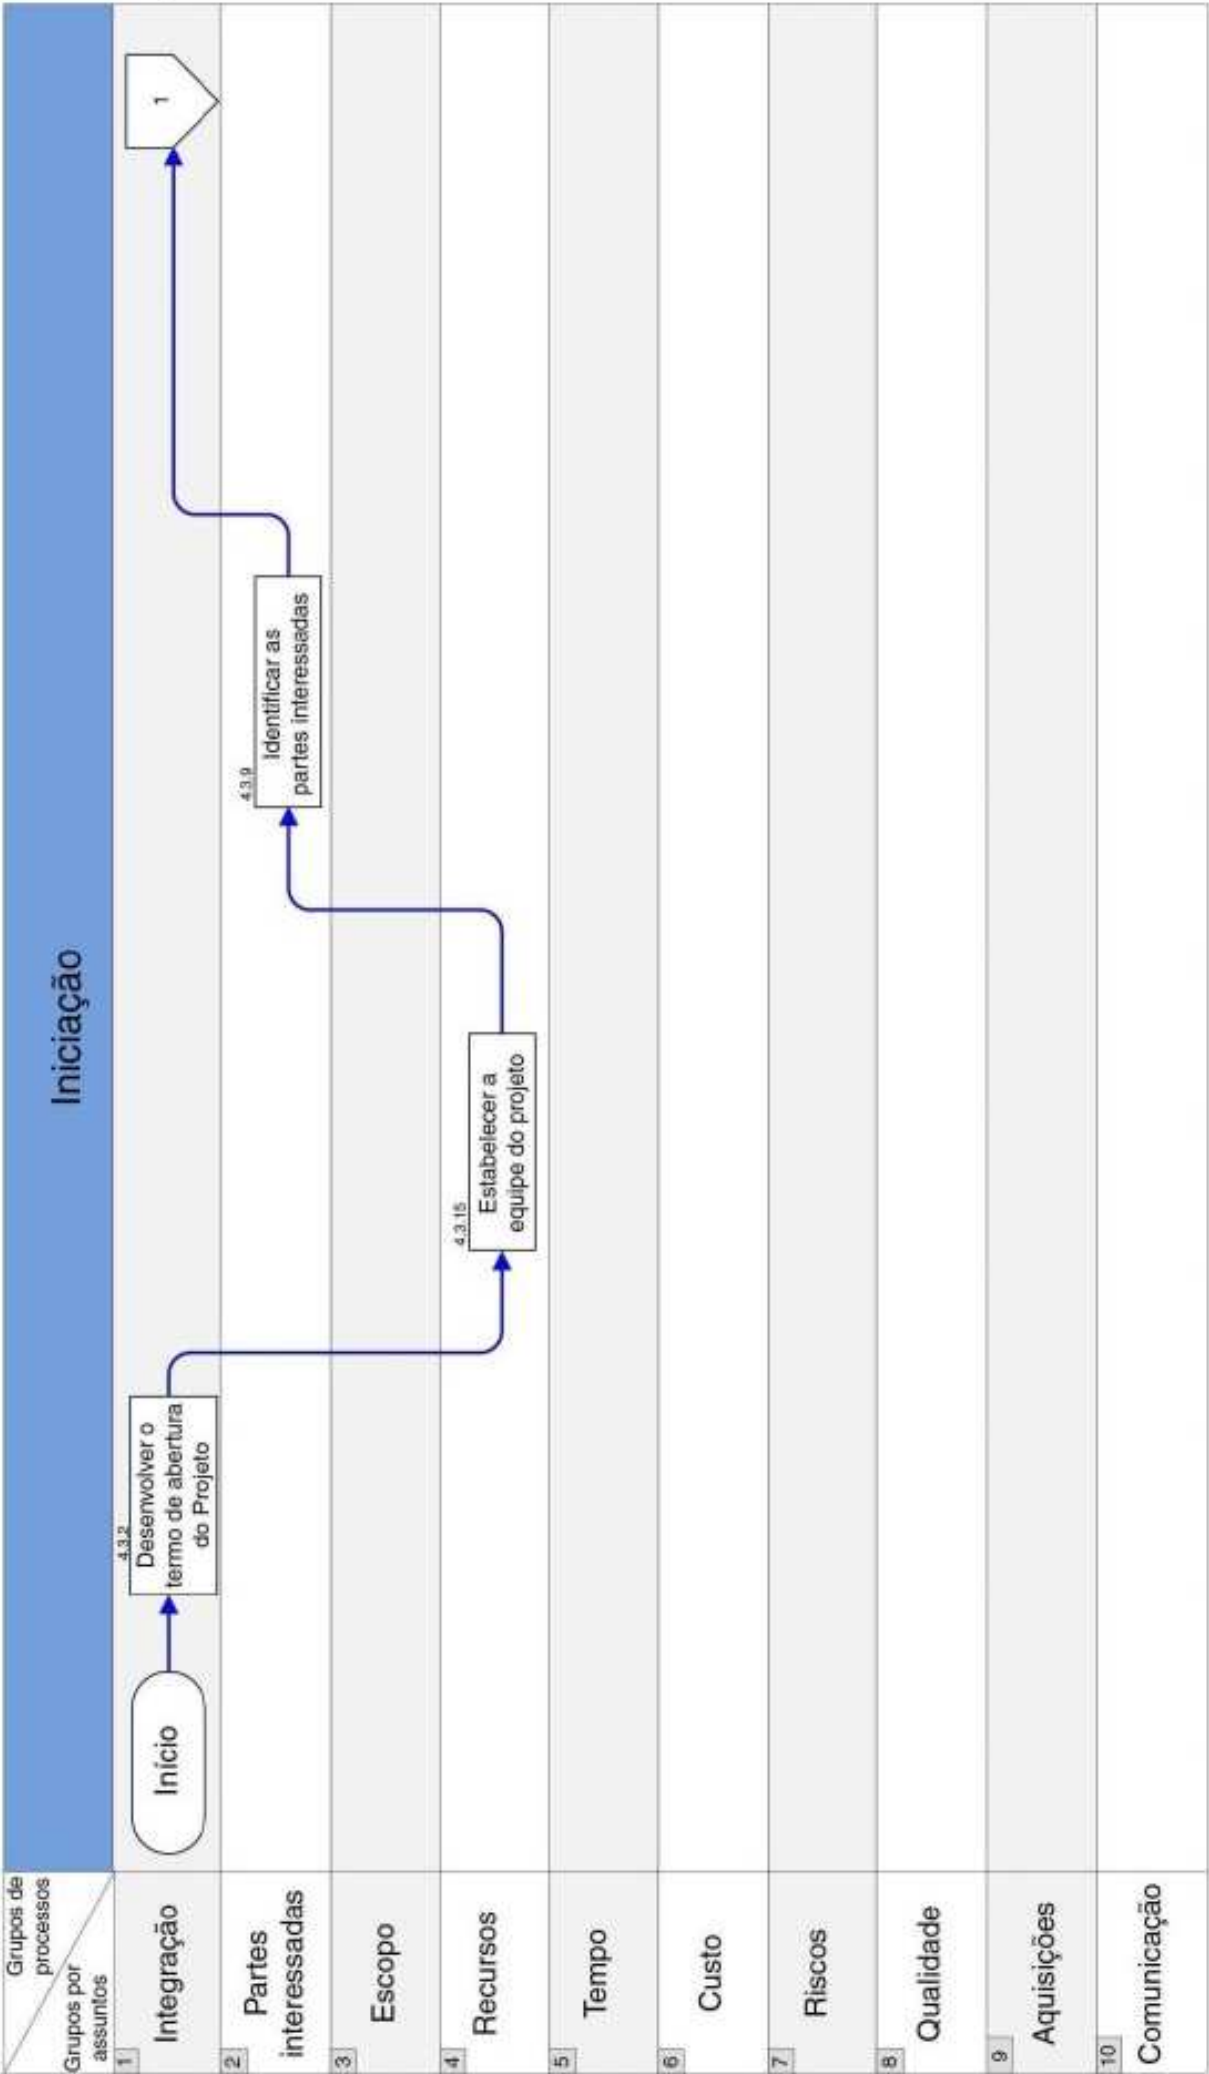 Iniciação
Grupos de
processos
Grupos por
assuntos
1
Integração
Início
4.3.2
Desenvolver o
termo de abertura
do Projeto
1
2
Partes
interessadas
4.3.9
Identificar as
partes interessadas
3
Escopo
4
Recursos
4.3.15
Estabelecer a
equipe do projeto
5
Tempo
6
Custo
7
Riscos
8
Qualidade
9
Aquisições
10
Comunicação